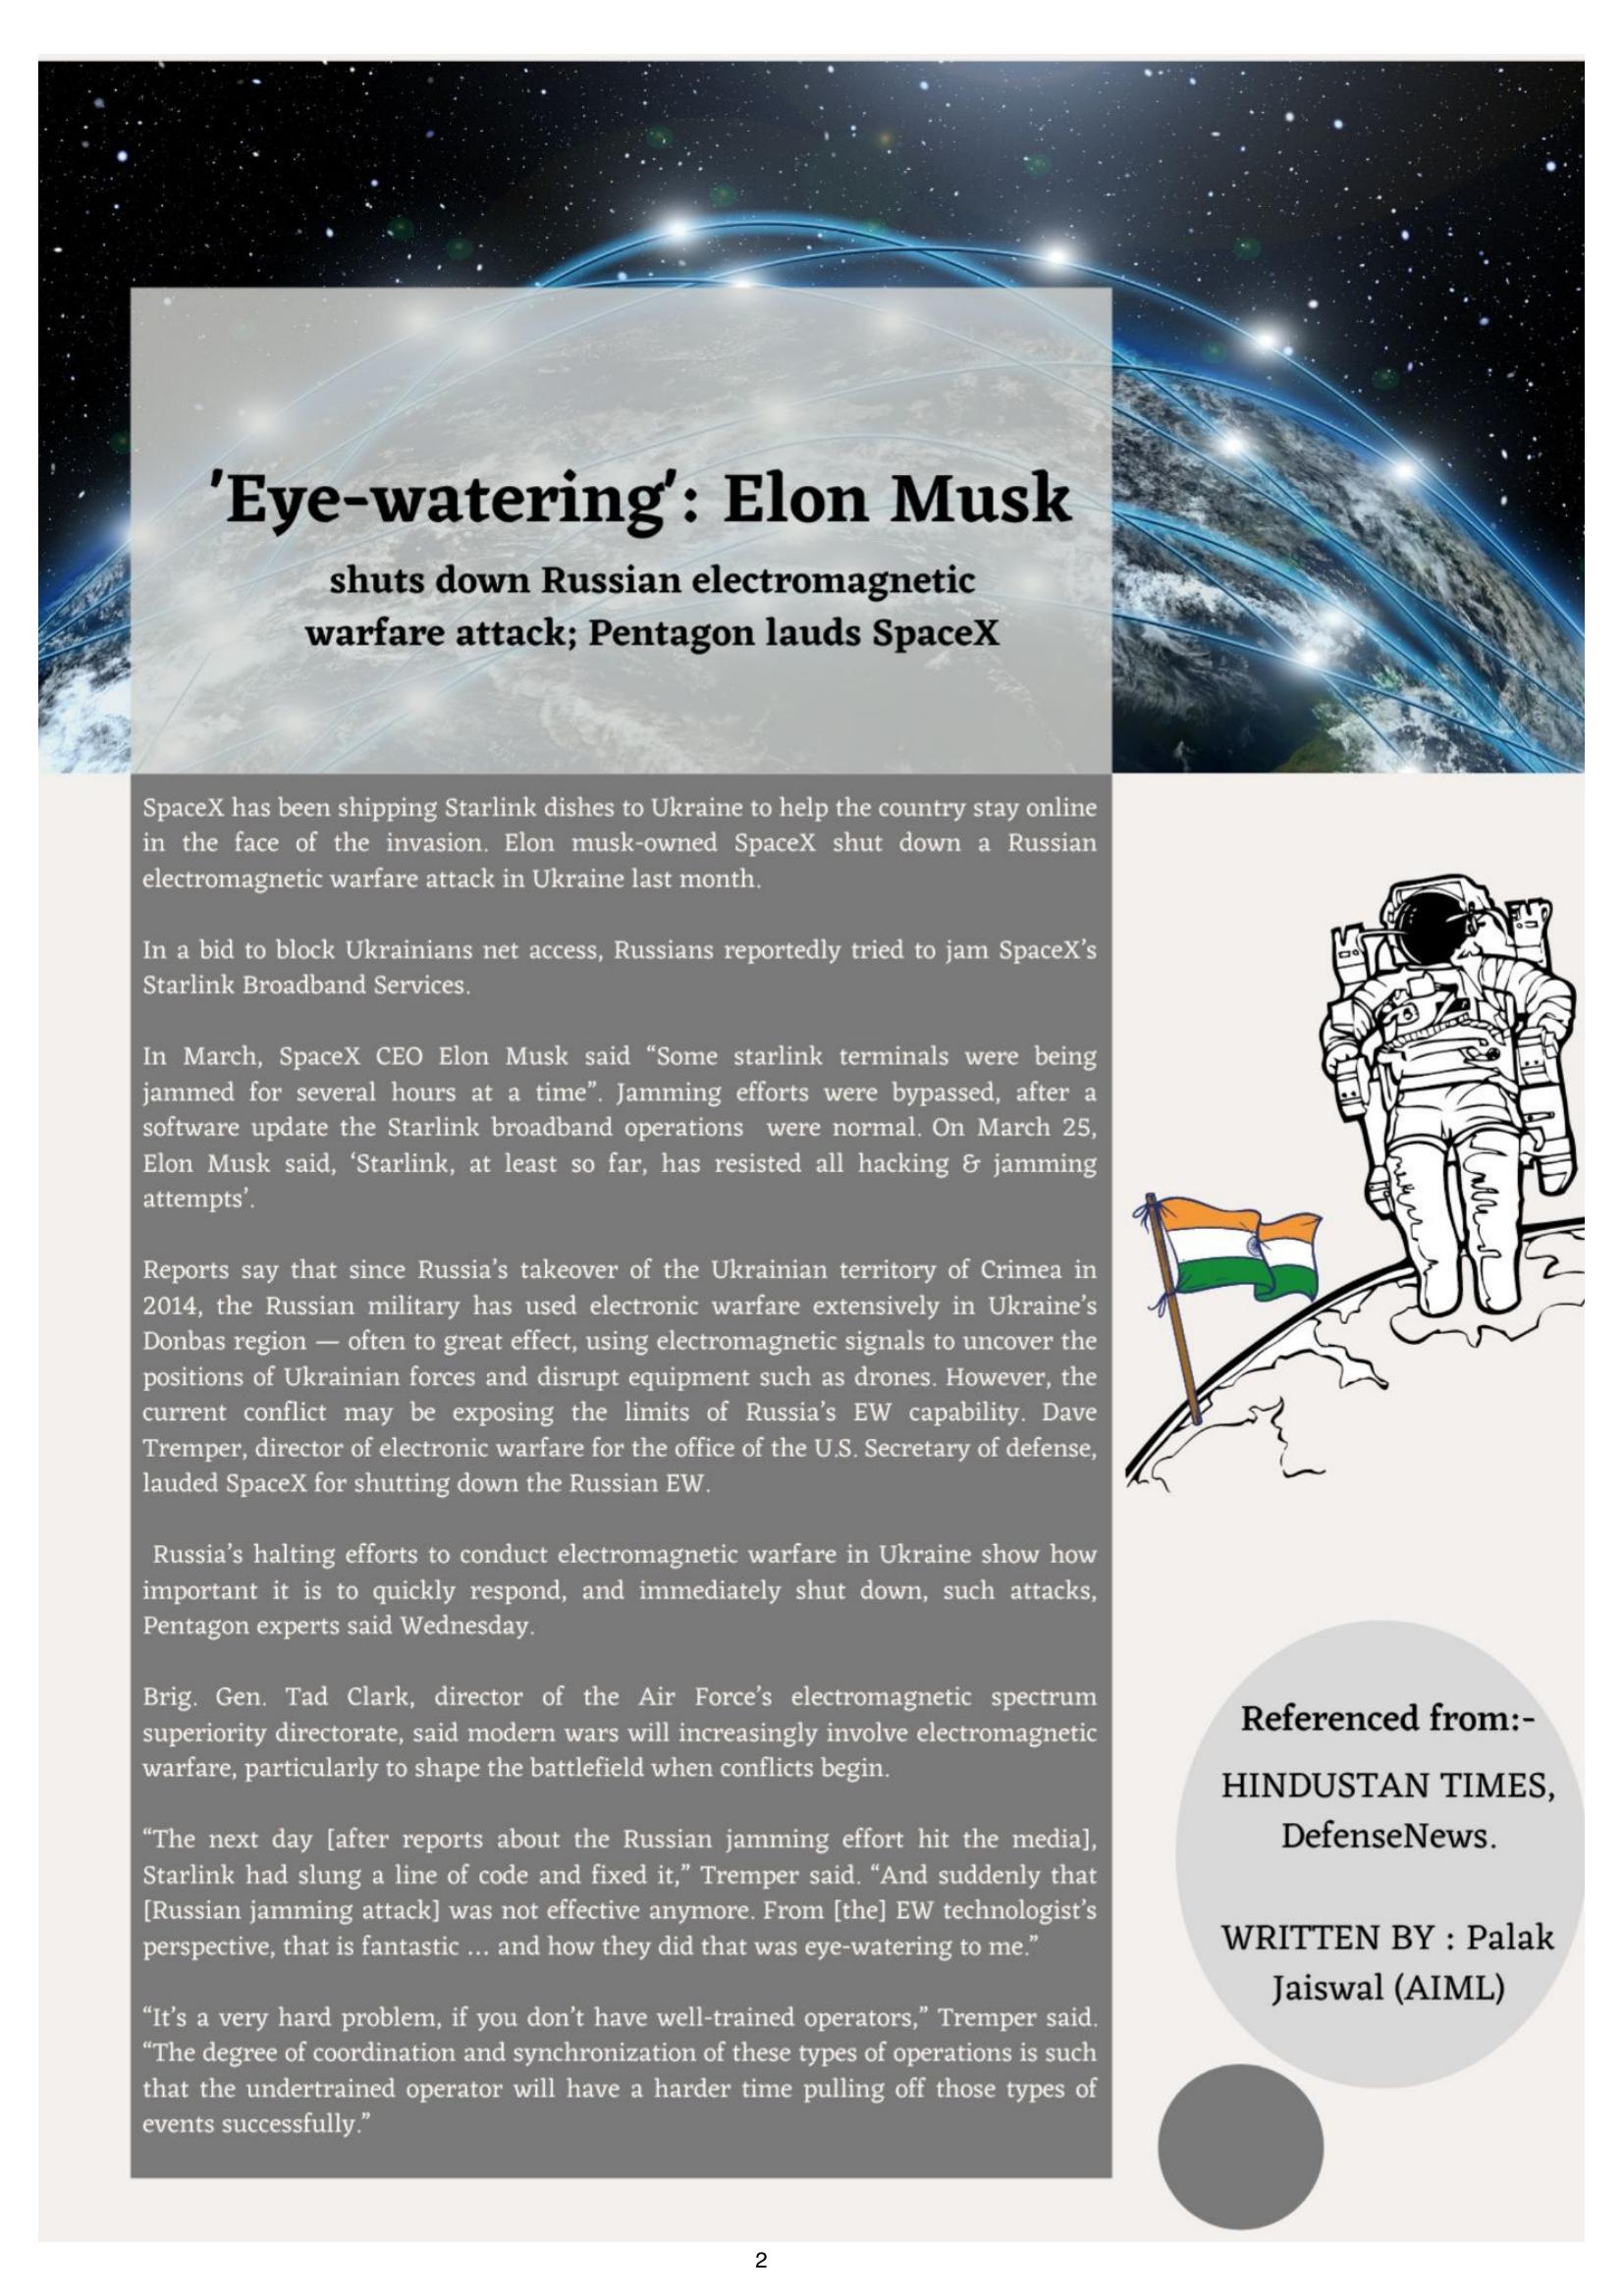 'Eye-watering': Elon Musk
shuts down Russian electromagnetic
warfare attack; Pentagon lauds SpaceX
SpaceX has been shipping Starlink dishes to Ukraine to help the country stay online
in the face of the invasion. Elon musk-owned SpaceX shut down a Russian
electromagnetic warfare attack in Ukraine last month.
In a bid to block Ukrainians net access, Russians reportedly tried to jam SpaceX’s
Starlink Broadband Services.
In March, SpaceX CEO Elon Musk said “Some starlink terminals were being
jammed for several hours at a time”. Jamming efforts were bypassed, after a
software update the Starlink broadband operations were normal. On March 25,
Elon Musk said, ‘Starlink, at least so far, has resisted all hacking & jamming
attempts’.
Reports say that since Russia’s takeover of the Ukrainian territory of Crimea in
2014, the Russian military has used electronic warfare extensively in Ukraine’s
Donbas region — often to great effect, using electromagnetic signals to uncover the
positions of Ukrainian forces and disrupt equipment such as drones. However, the
current conflict may be exposing the limits of Russia’s EW capability. Dave
Tremper, director of electronic warfare for the office of the U.S. Secretary of defense,
lauded SpaceX for shutting down the Russian EW.
Russia’s halting efforts to conduct electromagnetic warfare in Ukraine show how
important it is to quickly respond, and immediately shut down, such attacks,
Pentagon experts said Wednesday.
Brig. Gen. Tad Clark, director of the Air Force’s electromagnetic spectrum
superiority directorate, said modern wars will increasingly involve electromagnetic
warfare, particularly to shape the battlefield when conflicts begin.
“The next day [after reports about the Russian jamming effort hit the media],
Starlink had slung a line of code and fixed it,” Tremper said. “And suddenly that
[Russian jamming attack] was not effective anymore. From [the] EW technologist’s
perspective, that is fantastic ... and how they did that was eye-watering to me.”
“It’s a very hard problem, if you don’t have well-trained operators,” Tremper said.
“The degree of coordination and synchronization of these types of operations is such
that the undertrained operator will have a harder time pulling off those types of
events successfully.”
Referenced from:-
HINDUSTAN TIMES,
DefenseNews.
WRITTEN BY : Palak
Jaiswal (AIML)
2